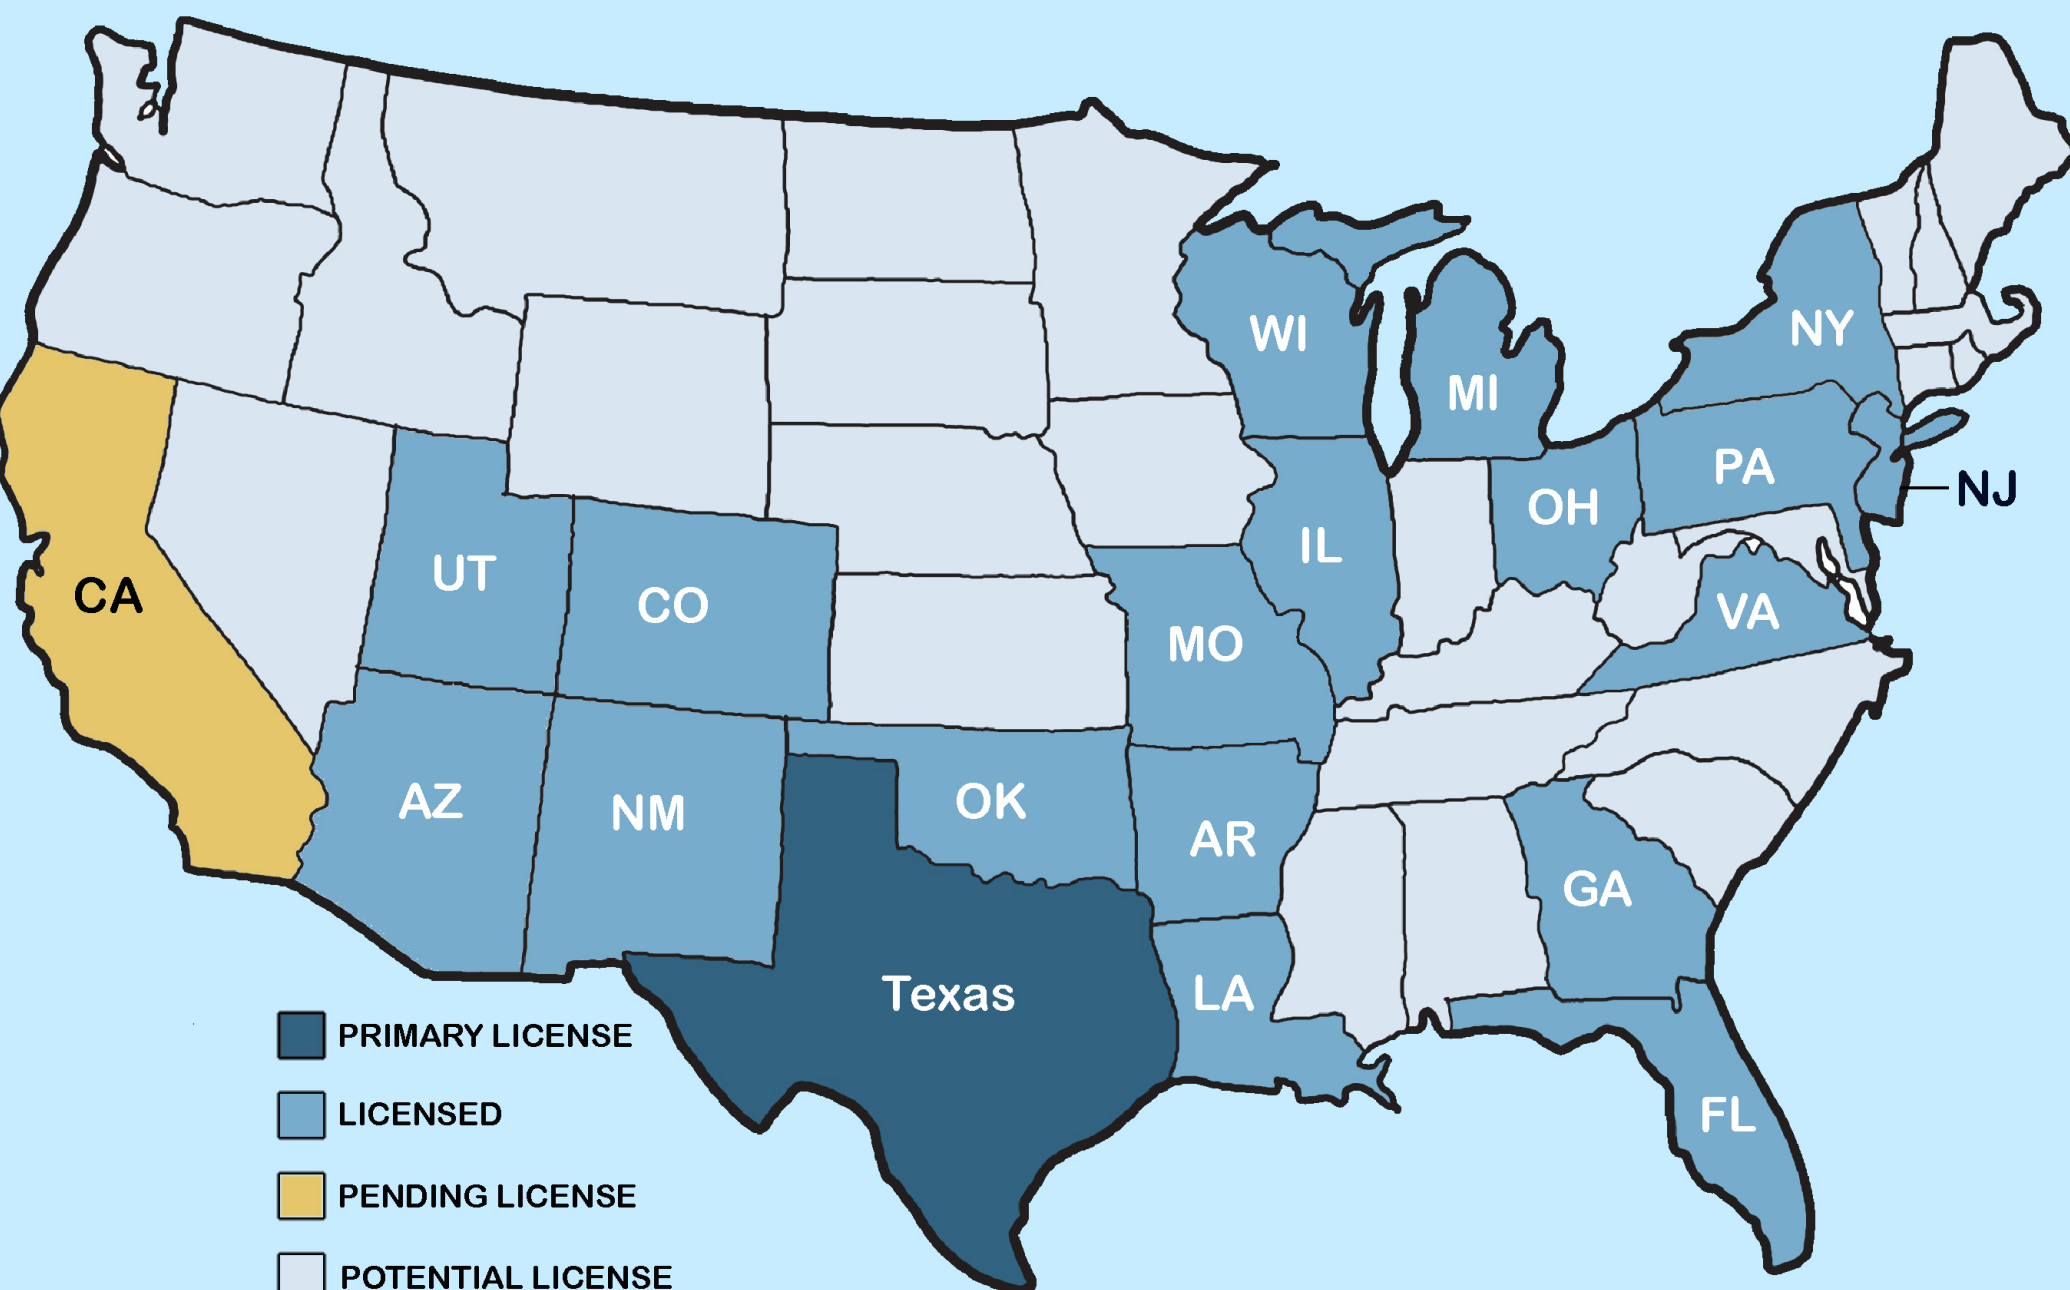 WI
NY
MI
PA
NJ
OH
IL
UT
CA
CO
VA
MO
AZ
NM
OK
AR
GA
Texas
LA
PRIMARY LICENSE
LICENSED
FL
PENDING LICENSE
POTENTIAL LICENSE